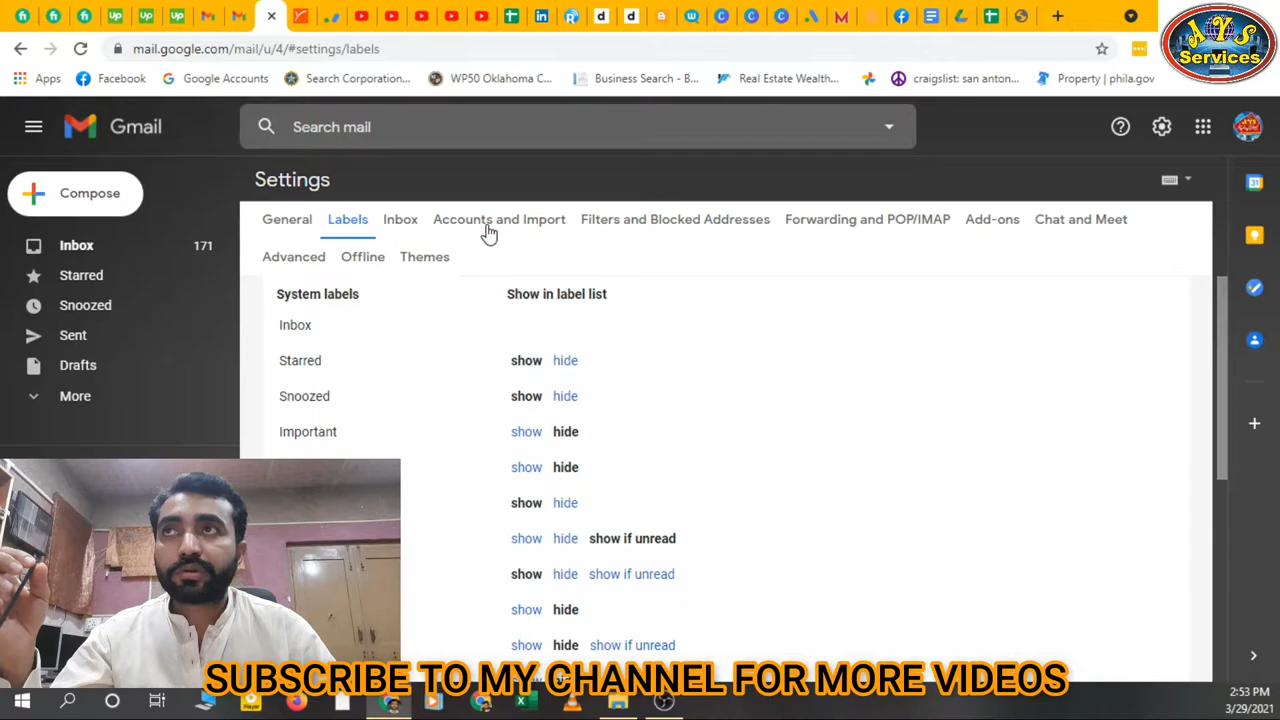 mail.google.com/mail/u/4/#settings/labels
Apps Facebook Google Accounts Search Corporation... WP50 Oklahoma C... Business Search - B... Real Estate Wealth... craigslist: san anton... Property | phila.gov
AYS
Services
Gmail
Search mail
Compose
Settings
General Labels Inbox Accounts and Import Filters and Blocked Addresses Forwarding and POP/IMAP Add-ons Chat and Meet
Advanced Offline Themes
Inbox 171
Starred
Snoozed
Sent
Drafts
More
System labels Show in label list
Inbox
Starred show hide
Snoozed show hide
Important show hide
show hide
show hide
show hide show if unread
show hide show if unread
show hide
show hide show if unread
SUBSCRIBE TO MY CHANNEL FOR MORE VIDEOS
2:53 PM
3/29/2021